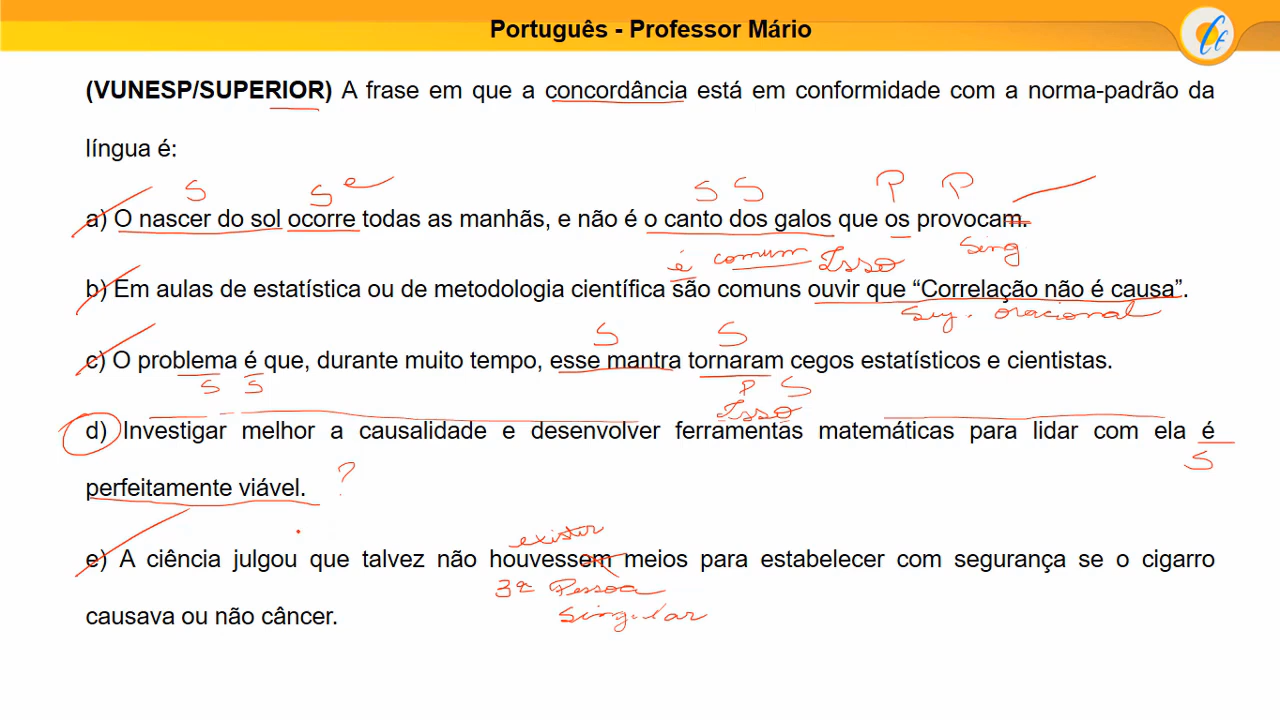 Português - Professor Mário
(VUNESP/SUPERIOR) A frase em que a concordância está em conformidade com a norma-padrão da
língua é:
S S e S S P P
a) O nascer do sol ocorre todas as manhãs, e não é o canto dos galos que os provocam.
é comum Isso Sing
b) Em aulas de estatística ou de metodologia científica são comuns ouvir que “Correlação não é causa”.
S S Suj. oracional
c) O problema é que, durante muito tempo, esse mantra tornaram cegos estatísticos e cientistas.
S S P S
Isso
d) Investigar melhor a causalidade e desenvolver ferramentas matemáticas para lidar com ela é
S
perfeitamente viável. ?
existir
e) A ciência julgou que talvez não houvessem meios para estabelecer com segurança se o cigarro
3ª Pessoa
causava ou não câncer. Singular